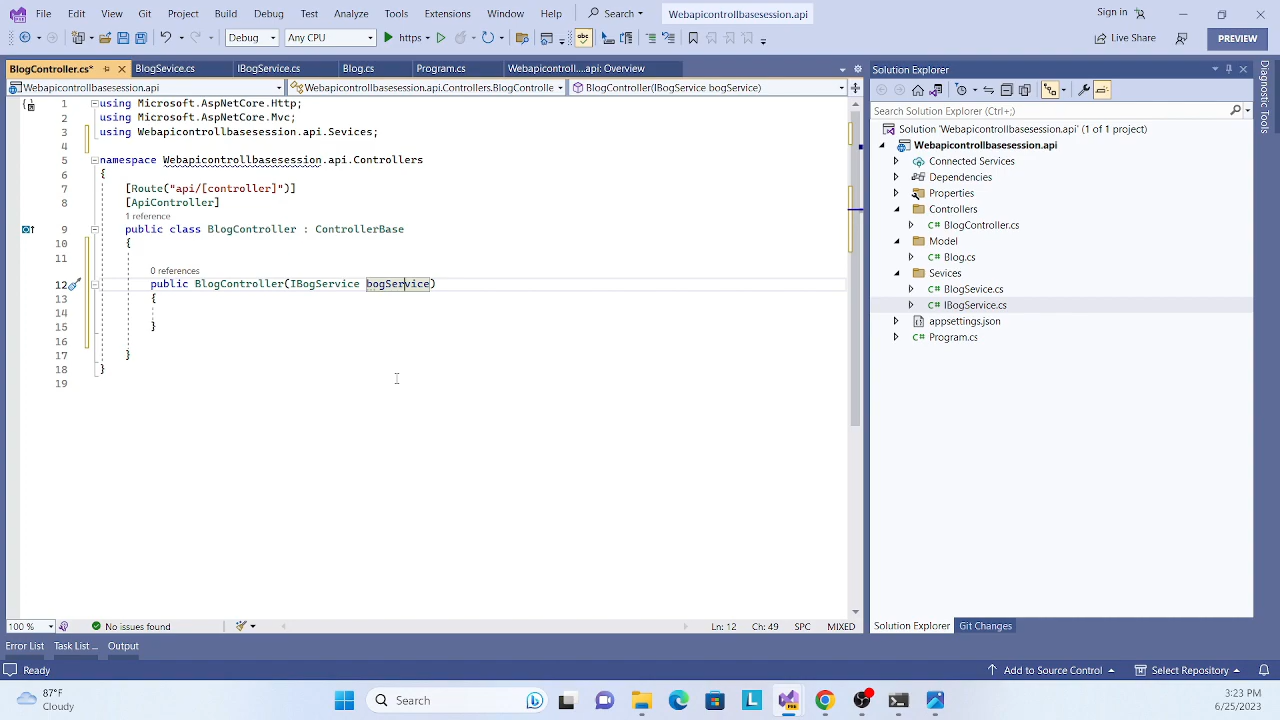 File Edit View Git Project Build Debug Test Analyze Tools Extensions Window Help Search Webapicontrollbasesession.api Sign in
Debug Any CPU https Live Share PREVIEW
BlogController.cs* BlogSevice.cs IBogService.cs Blog.cs Program.cs Webapicontroll....api: Overview
Webapicontrollbasesession.api Webapicontrollbasesession.api.Controllers.BlogControlle BlogController(IBogService bogService)
1 using Microsoft.AspNetCore.Http;
2 using Microsoft.AspNetCore.Mvc;
3 using Webapicontrollbasesession.api.Sevices;
4
5 namespace Webapicontrollbasesession.api.Controllers
6 {
7 [Route("api/[controller]")]
8 [ApiController]
1 reference
9 public class BlogController : ControllerBase
10 {
11
0 references
12 public BlogController(IBogService bogService)
13 {
14
15 }
16
17 }
18 }
19
100 % No issues found Ln: 12 Ch: 49 SPC MIXED
Solution Explorer
Search Solution Explorer (Ctrl+;)
Solution 'Webapicontrollbasesession.api' (1 of 1 project)
Webapicontrollbasesession.api
Connected Services
Dependencies
Properties
Controllers
C# BlogController.cs
Model
C# Blog.cs
Sevices
C# BlogSevice.cs
C# IBogService.cs
appsettings.json
C# Program.cs
Solution Explorer Git Changes
Diagnostic Tools
Error List Task List ... Output
Ready Add to Source Control Select Repository
87°F
Cloudy
Search
3:23 PM
6/25/2023